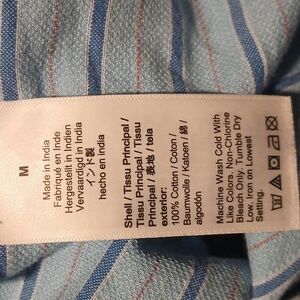 M
Made in India
Fabriqué en Inde
Hergestellt in Indien
Vervaardigd in India
インド製
hecho en india
Shell / Tissu Principal /
Tissu Principal / Tissu
Principal / 表地 / tela
exterior:
100% Cotton / Coton /
Baumwolle / Katoen / 綿 /
algodón
Machine Wash Cold With
Like Colors. Non-Chlorine
Bleach Only. Tumble Dry
Low. Iron on Lowest
Setting.